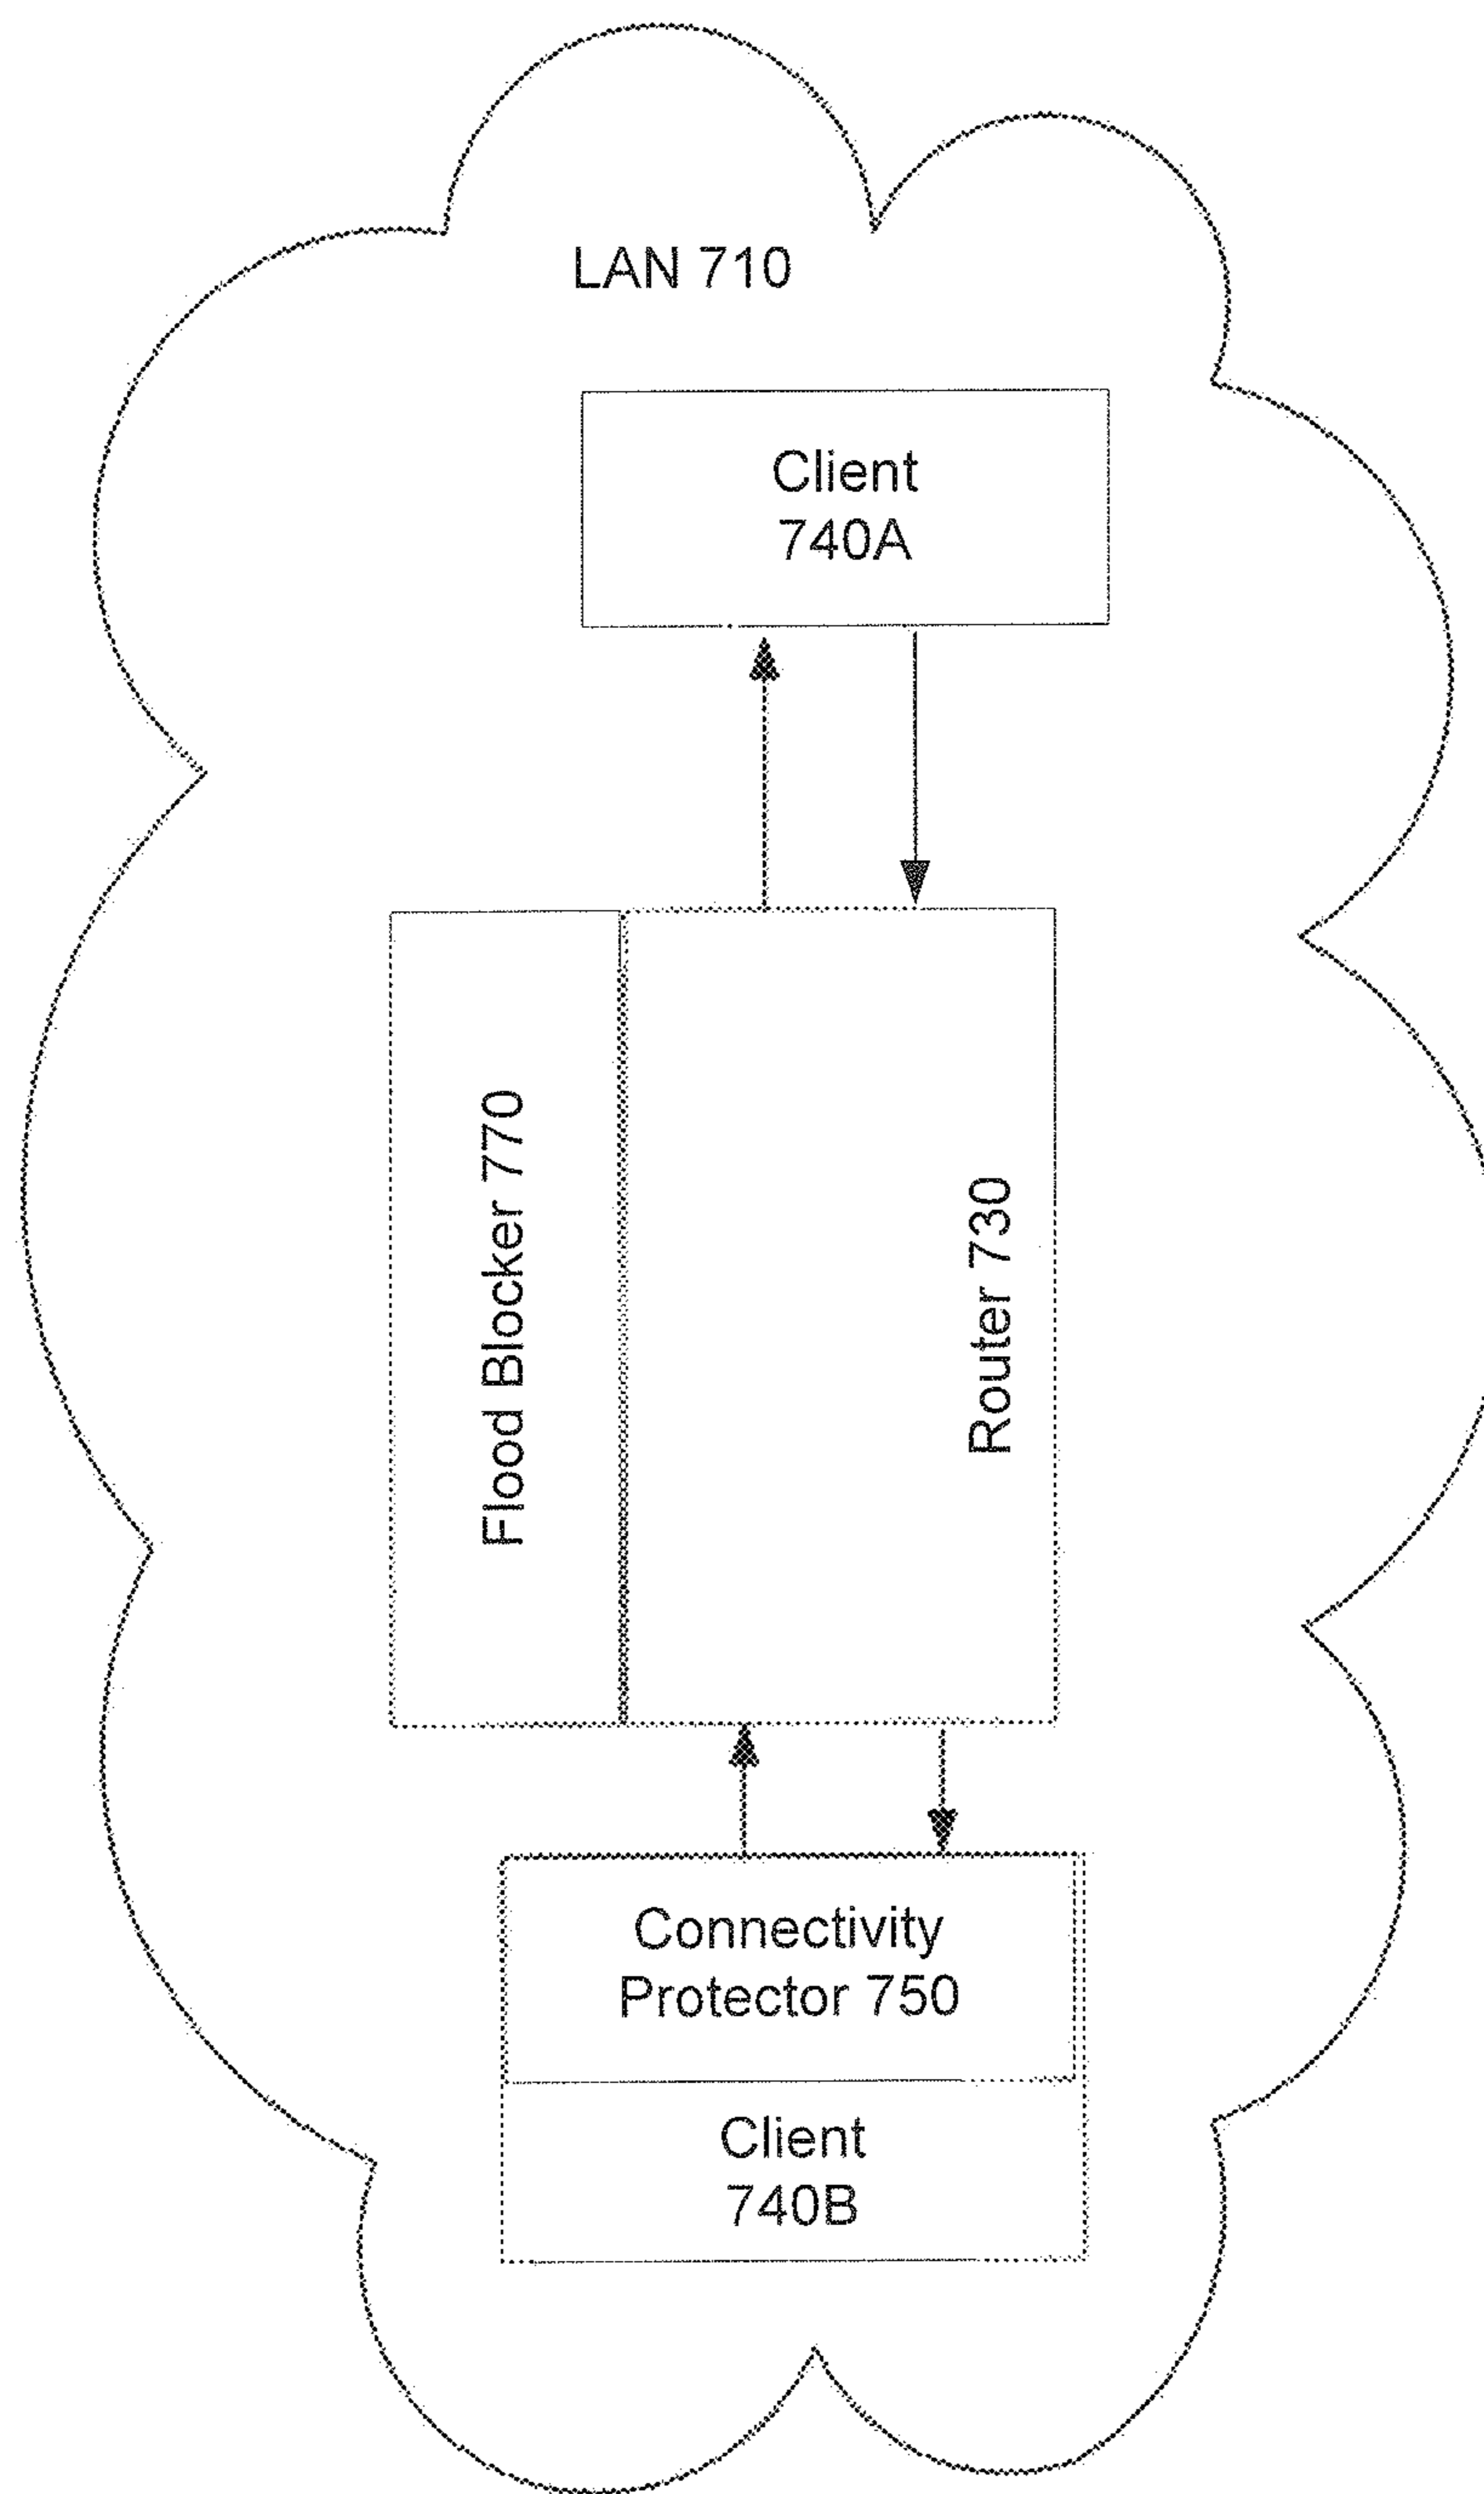 LAN 710
Client
740A
Flood Blocker 770
Router 730
Connectivity
Protector 750
Client
740B